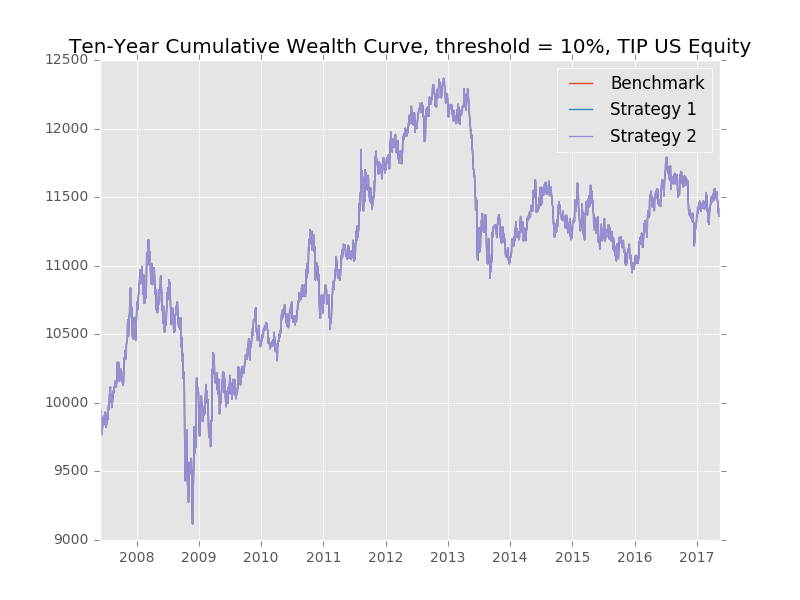 Ten-Year Cumulative Wealth Curve, threshold = 10%, TIP US Equity
Benchmark
Strategy 1
Strategy 2
12500
12000
11500
11000
10500
10000
9500
9000
2008 2009 2010 2011 2012 2013 2014 2015 2016 2017